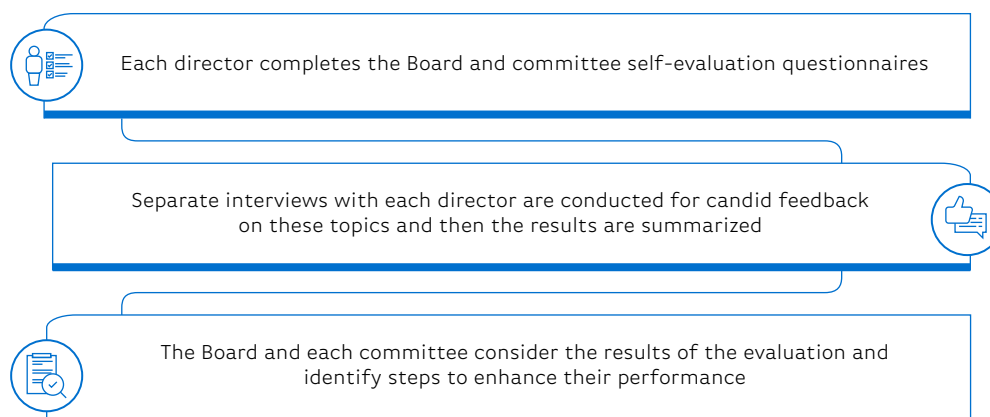 Each director completes the Board and committee self-evaluation questionnaires
Separate interviews with each director are conducted for candid feedback
on these topics and then the results are summarized
The Board and each committee consider the results of the evaluation and
identify steps to enhance their performance